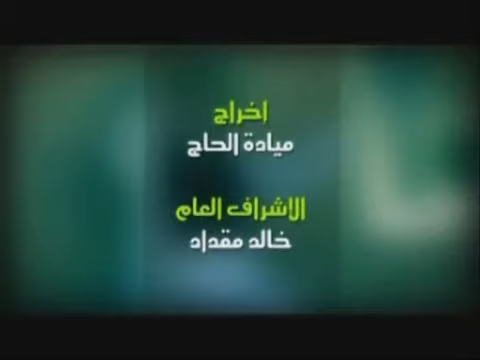 اخراج
ميادة الحاج
الاشراف العام
خالد مقداد